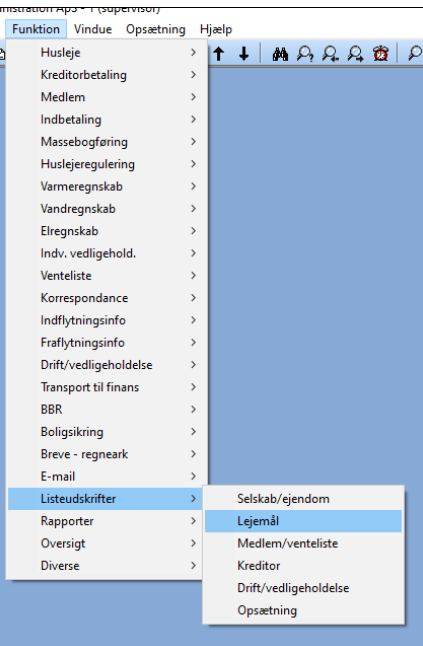 ministration ApS - 1 (supervisor)
Funktion Vindue Opsætning Hjælp
Husleje
Kreditorbetaling
Medlem
Indbetaling
Massebogføring
Huslejeregulering
Varmeregnskab
Vandregnskab
Elregnskab
Indv. vedligehold.
Venteliste
Korrespondance
Indflytningsinfo
Fraflytningsinfo
Drift/vedligeholdelse
Transport til finans
BBR
Boligsikring
Breve - regneark
E-mail
Listeudskrifter
Rapporter
Oversigt
Diverse
Selskab/ejendom
Lejemål
Medlem/venteliste
Kreditor
Drift/vedligeholdelse
Opsætning